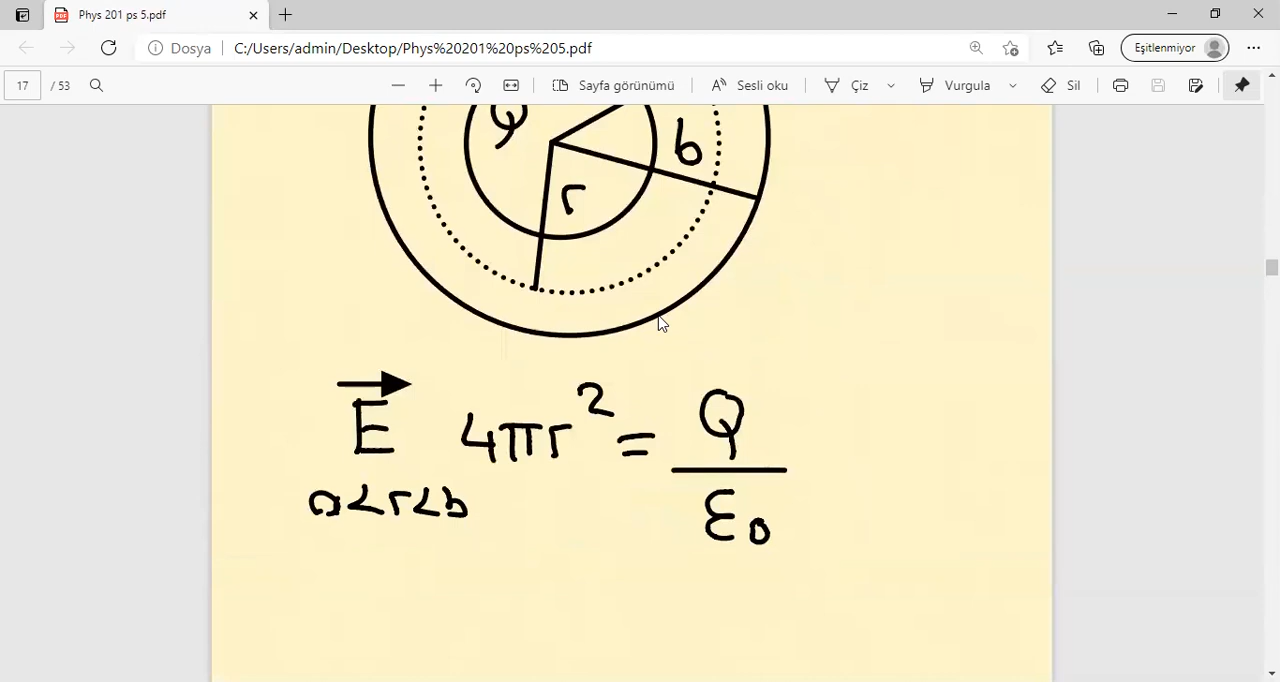 Phys 201 ps 5.pdf
Dosya C:/Users/admin/Desktop/Phys%20201%20ps%205.pdf Eşitlenmiyor
17 / 53 Sayfa görünümü Sesli oku Çiz Vurgula Sil
Q
b
r
E 4πr² = Q / ε₀
a<r<b